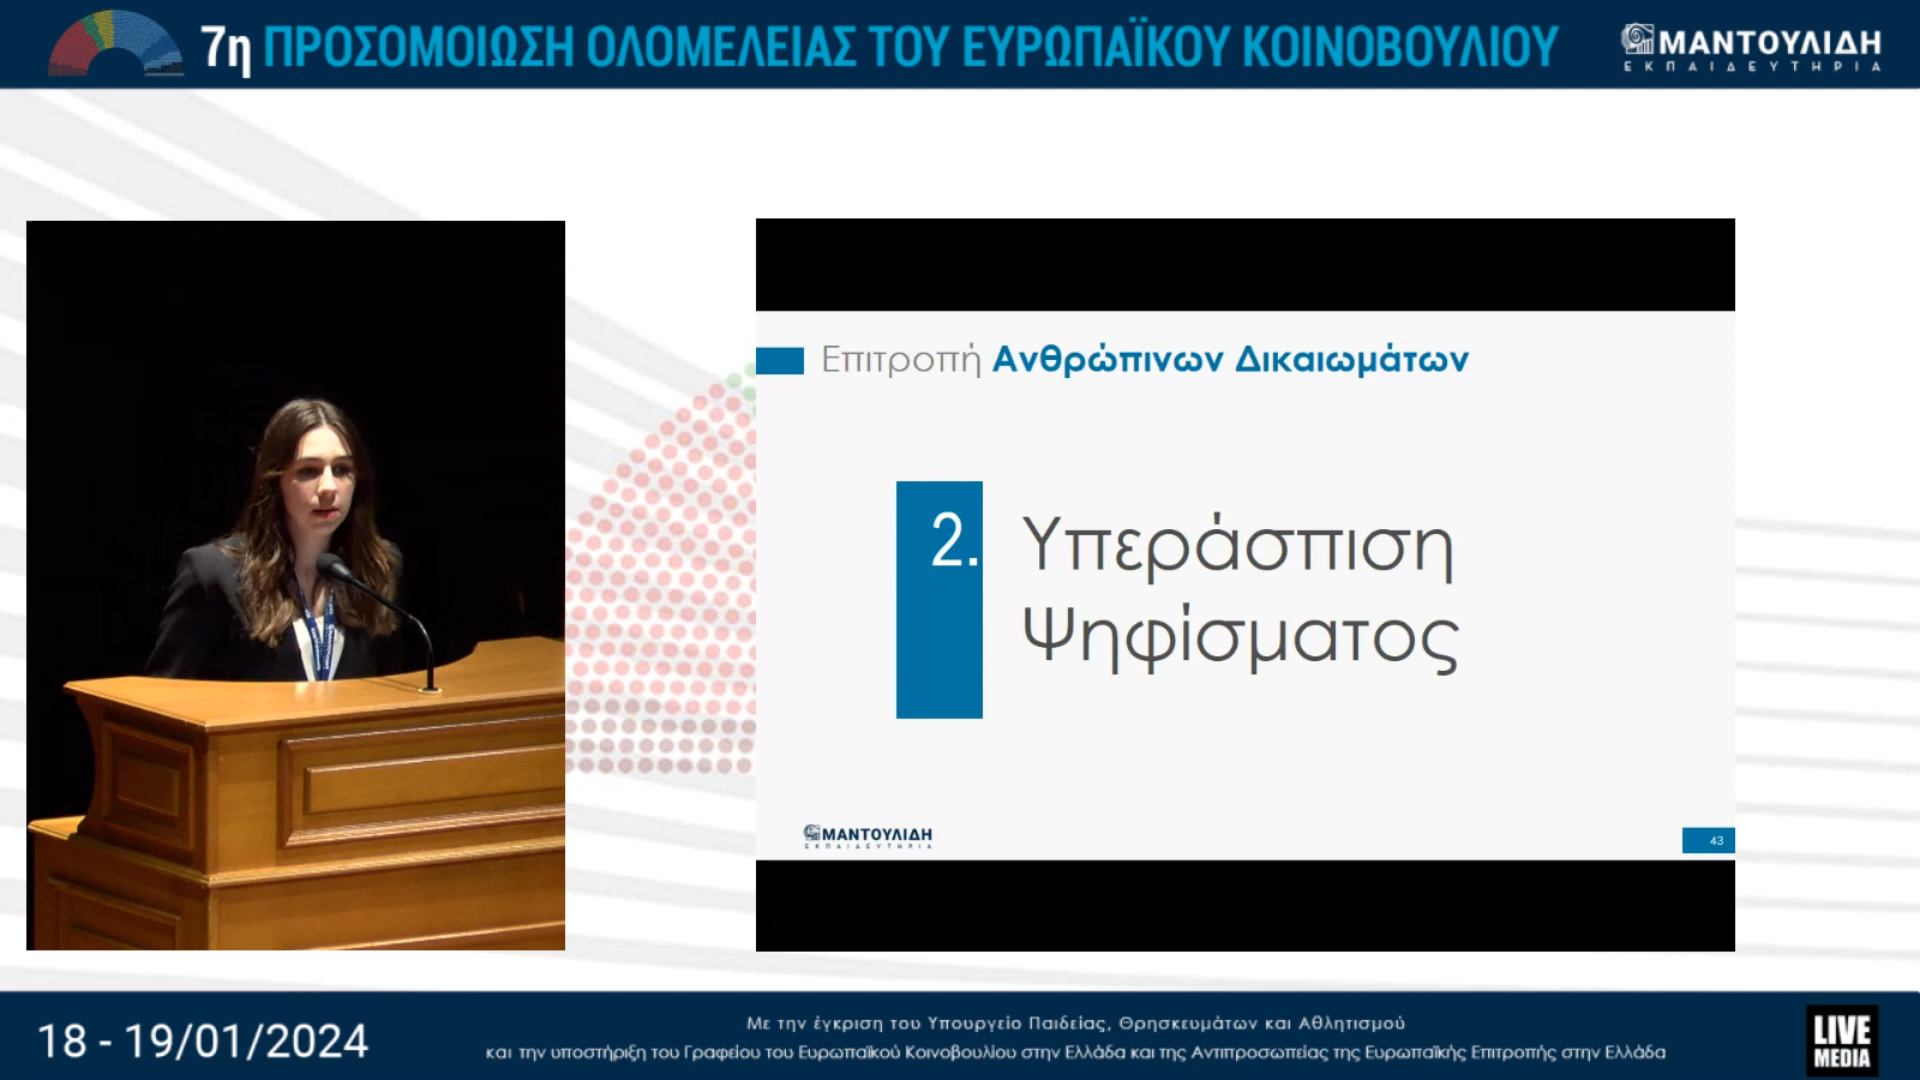 7η ΠΡΟΣΟΜΟΙΩΣΗ ΟΛΟΜΕΛΕΙΑΣ ΤΟΥ ΕΥΡΩΠΑΪΚΟΥ ΚΟΙΝΟΒΟΥΛΙΟΥ
ΜΑΝΤΟΥΛΙΔΗ
ΕΚΠΑΙΔΕΥΤΗΡΙΑ
Επιτροπή Ανθρώπινων Δικαιωμάτων
2. Υπεράσπιση
Ψηφίσματος
ΜΑΝΤΟΥΛΙΔΗ
ΕΚΠΑΙΔΕΥΤΗΡΙΑ
43
18 - 19/01/2024
Με την έγκριση του Υπουργείο Παιδείας, Θρησκευμάτων και Αθλητισμού
και την υποστήριξη του Γραφείου του Ευρωπαϊκού Κοινοβουλίου στην Ελλάδα και της Αντιπροσωπείας της Ευρωπαϊκής Επιτροπής στην Ελλάδα
LIVE
MEDIA